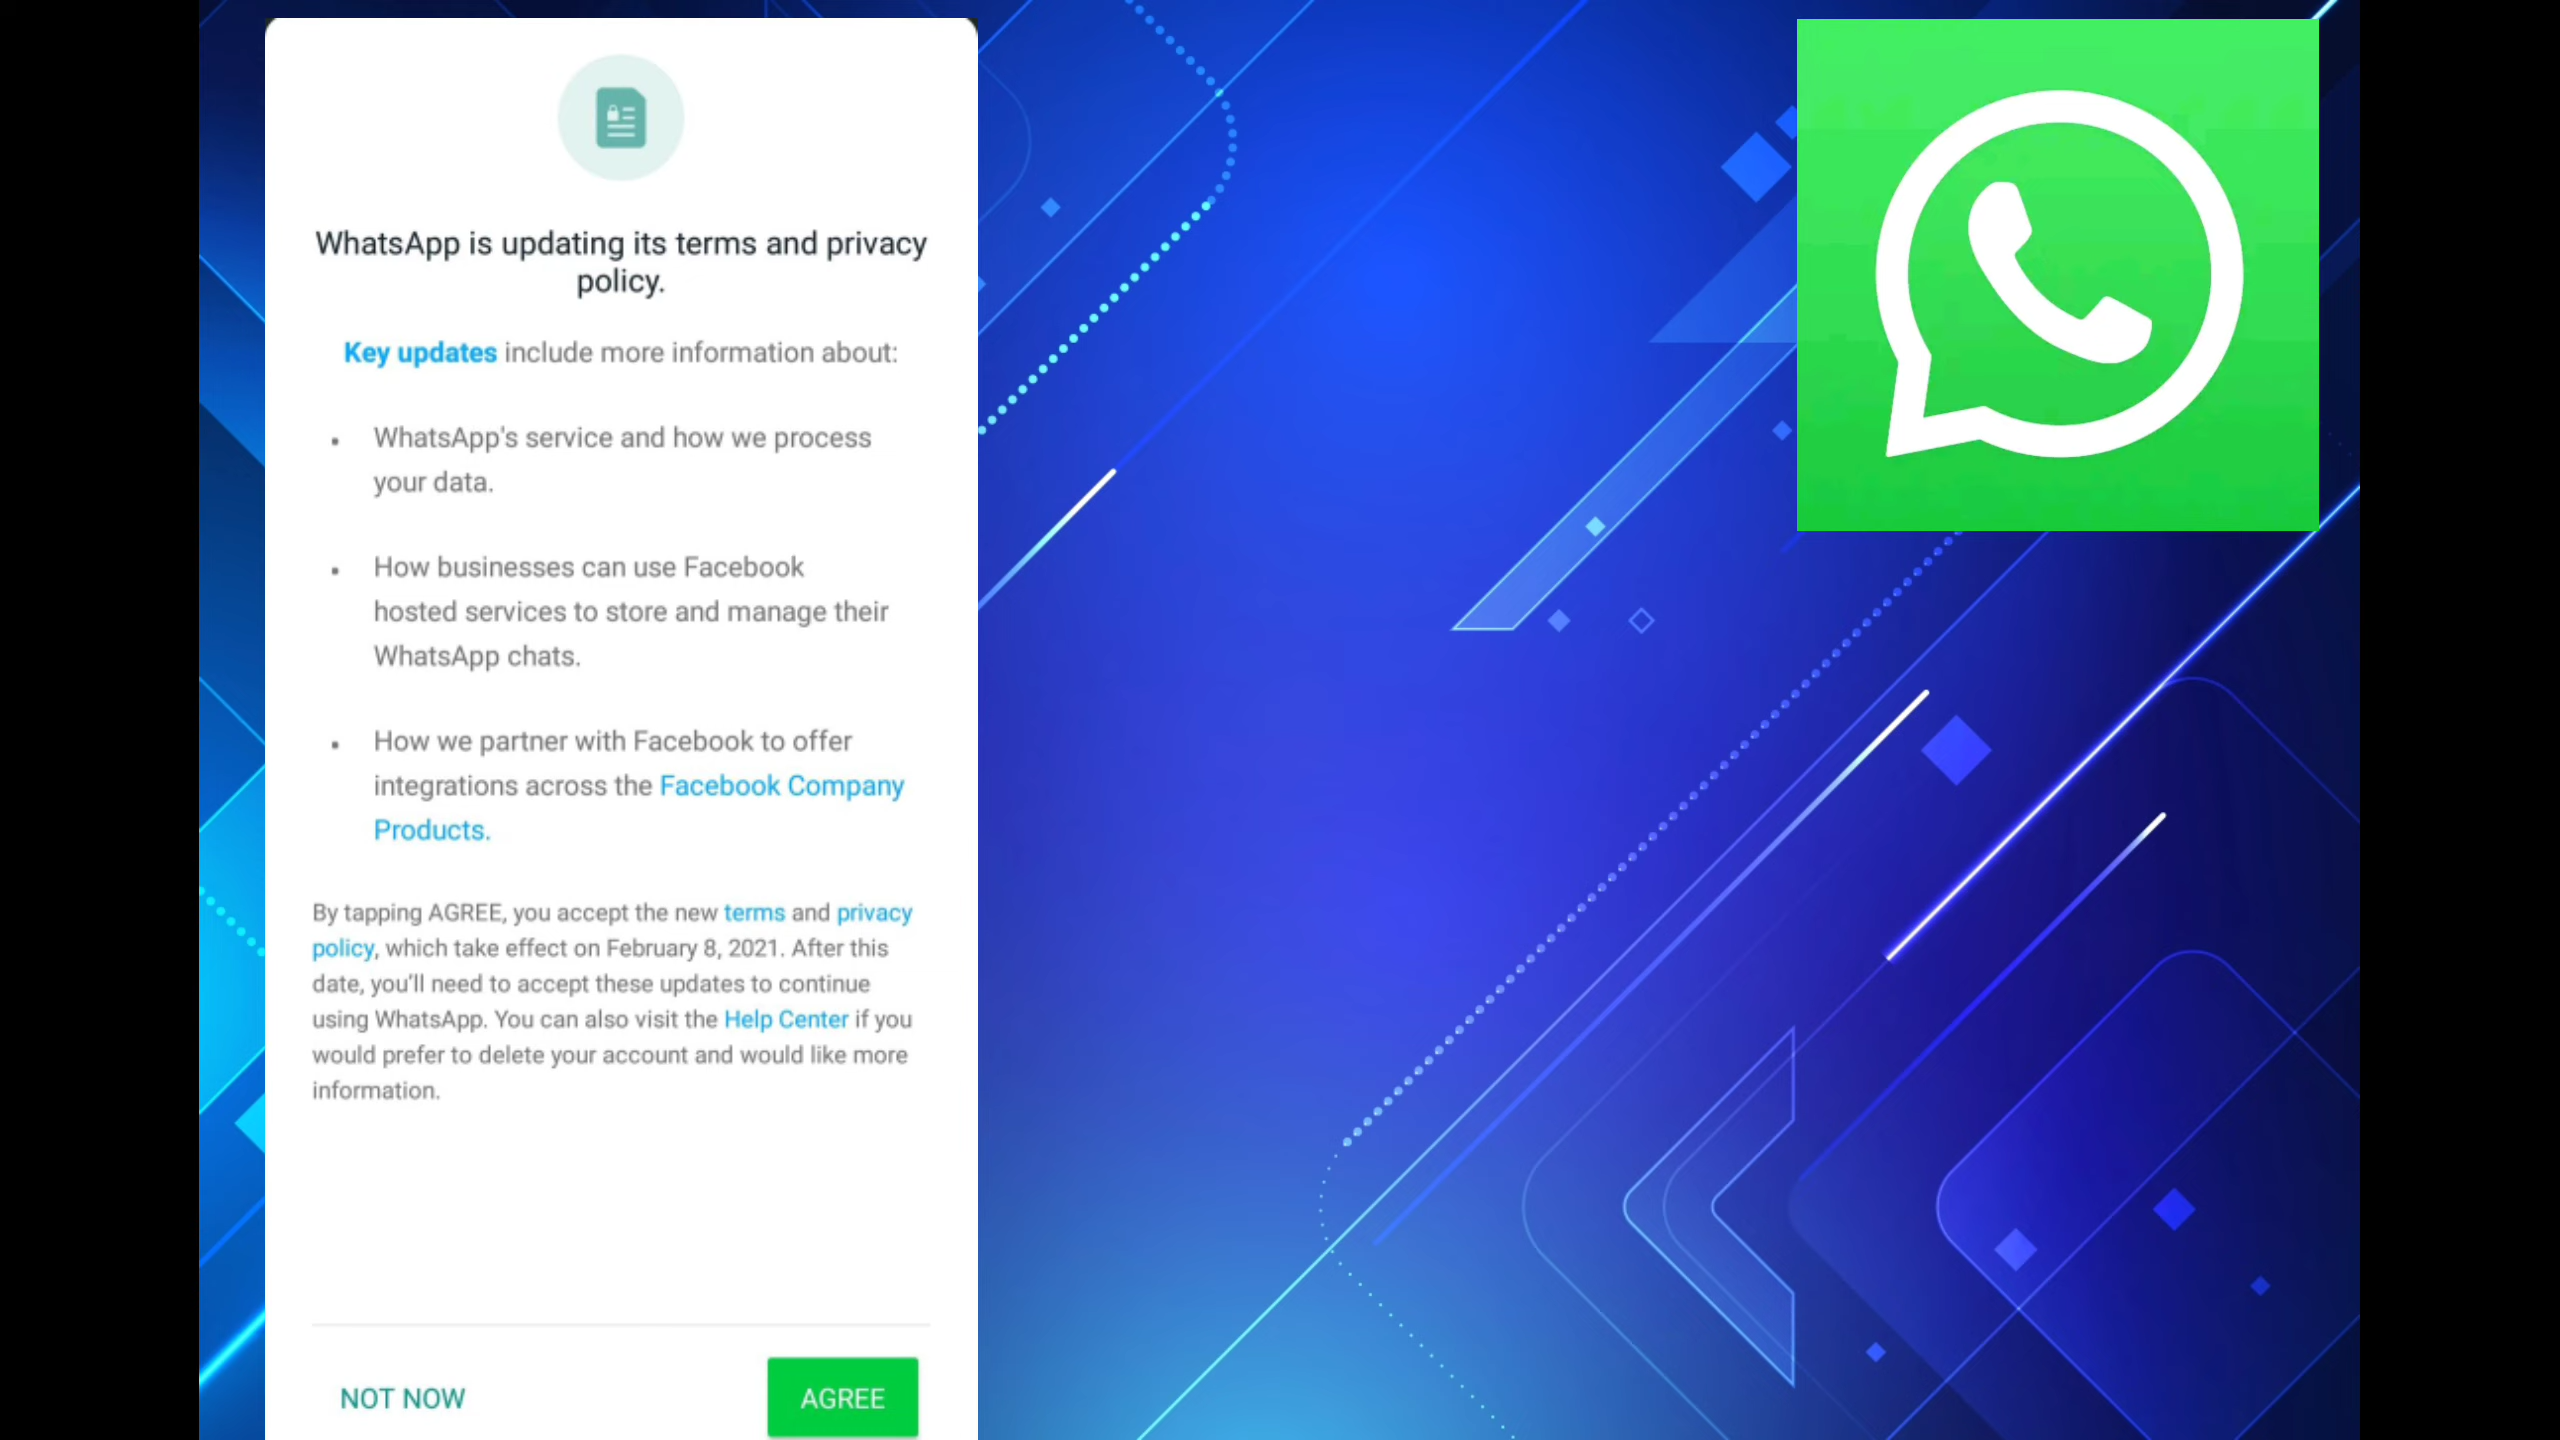 WhatsApp is updating its terms and privacy
policy.
Key updates include more information about:
• WhatsApp's service and how we process
your data.
• How businesses can use Facebook
hosted services to store and manage their
WhatsApp chats.
• How we partner with Facebook to offer
integrations across the Facebook Company
Products.
By tapping AGREE, you accept the new terms and privacy
policy, which take effect on February 8, 2021. After this
date, you’ll need to accept these updates to continue
using WhatsApp. You can also visit the Help Center if you
would prefer to delete your account and would like more
information.
NOT NOW AGREE